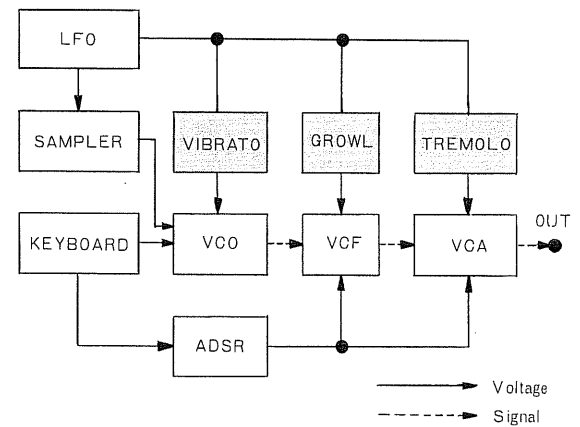 LFO
SAMPLER
VIBRATO
GROWL
TREMOLO
KEYBOARD
VCO
VCF
VCA
OUT
ADSR
Voltage
Signal